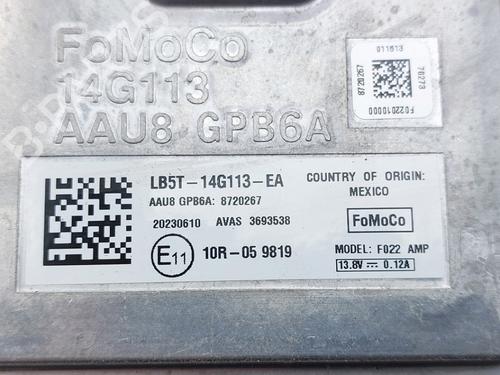 FoMoCo
14G113
AAU8 GPB6A
011613
8720267
70273
F022010000
LB5T-14G113-EA
AAU8 GPB6A: 8720267
20230610 AVAS 3693538
E11 10R-05 9819
COUNTRY OF ORIGIN:
MEXICO
FoMoCo
MODEL: F022 AMP
13.8V 0.12A